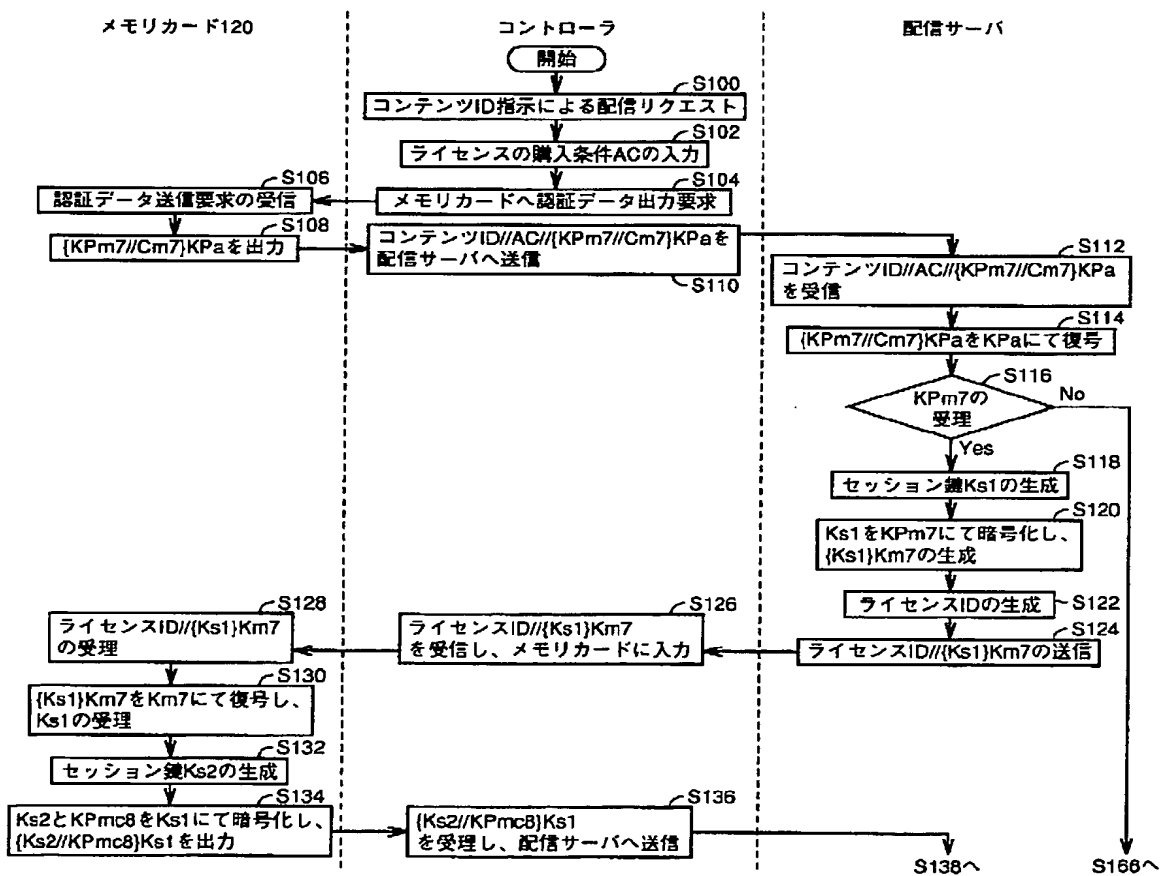 メモリカード120
コントローラ
配信サーバ
開始
S100
コンテンツID指示による配信リクエスト
S102
ライセンスの購入条件ACの入力
S104
メモリカードへ認証データ出力要求
S106
認証データ送信要求の受信
S108
{KPm7//Cm7}KPaを出力
コンテンツID//AC//{KPm7//Cm7}KPaを
配信サーバへ送信
S110
S112
コンテンツID//AC//{KPm7//Cm7}KPa
を受信
S114
{KPm7//Cm7}KPaをKPaにて復号
S116
KPm7の
受理
No
Yes
S118
セッション鍵Ks1の生成
S120
Ks1をKPm7にて暗号化し、
{Ks1}Km7の生成
ライセンスIDの生成
S122
S124
ライセンスID//{Ks1}Km7の送信
S126
ライセンスID//{Ks1}Km7
を受信し、メモリカードに入力
S128
ライセンスID//{Ks1}Km7
の受理
S130
{Ks1}Km7をKm7にて復号し、
Ks1の受理
S132
セッション鍵Ks2の生成
S134
Ks2とKPmc8をKs1にて暗号化し、
{Ks2//KPmc8}Ks1を出力
S136
{Ks2//KPmc8}Ks1
を受理し、配信サーバへ送信
S138へ
S166へ